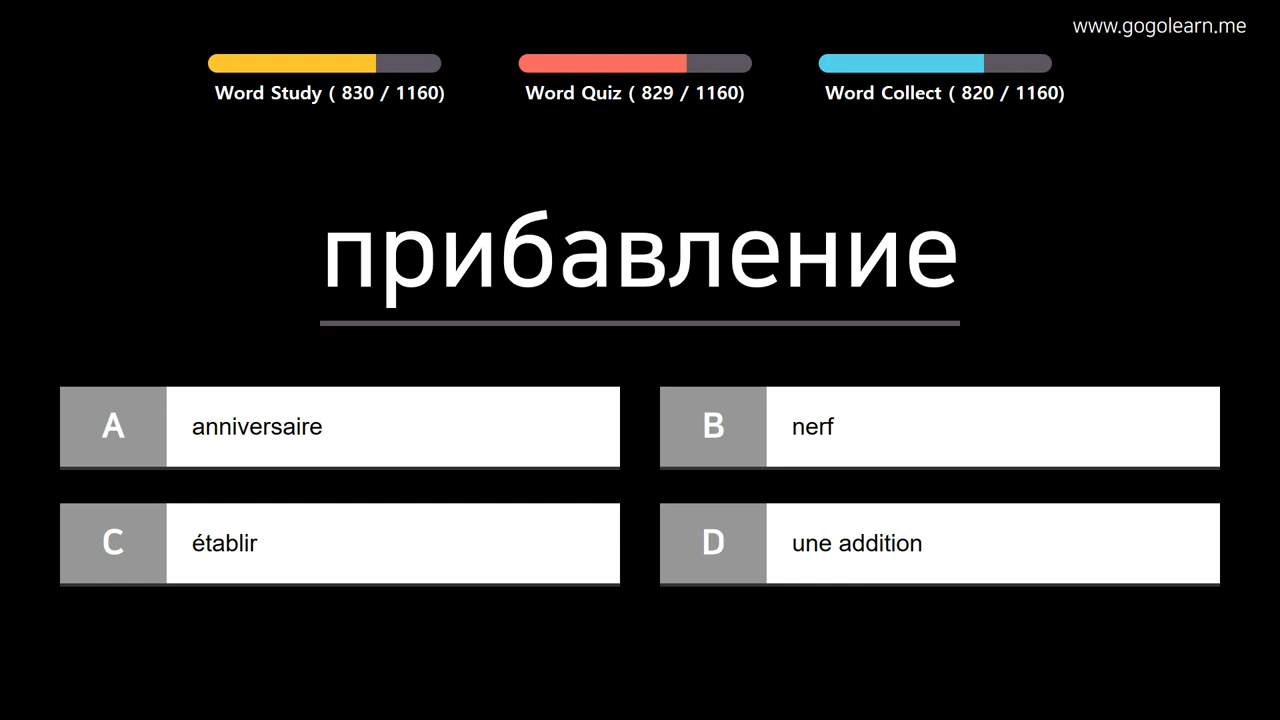 www.gogolearn.me
Word Study ( 830 / 1160)
Word Quiz ( 829 / 1160)
Word Collect ( 820 / 1160)
прибавление
A anniversaire
B nerf
C établir
D une addition